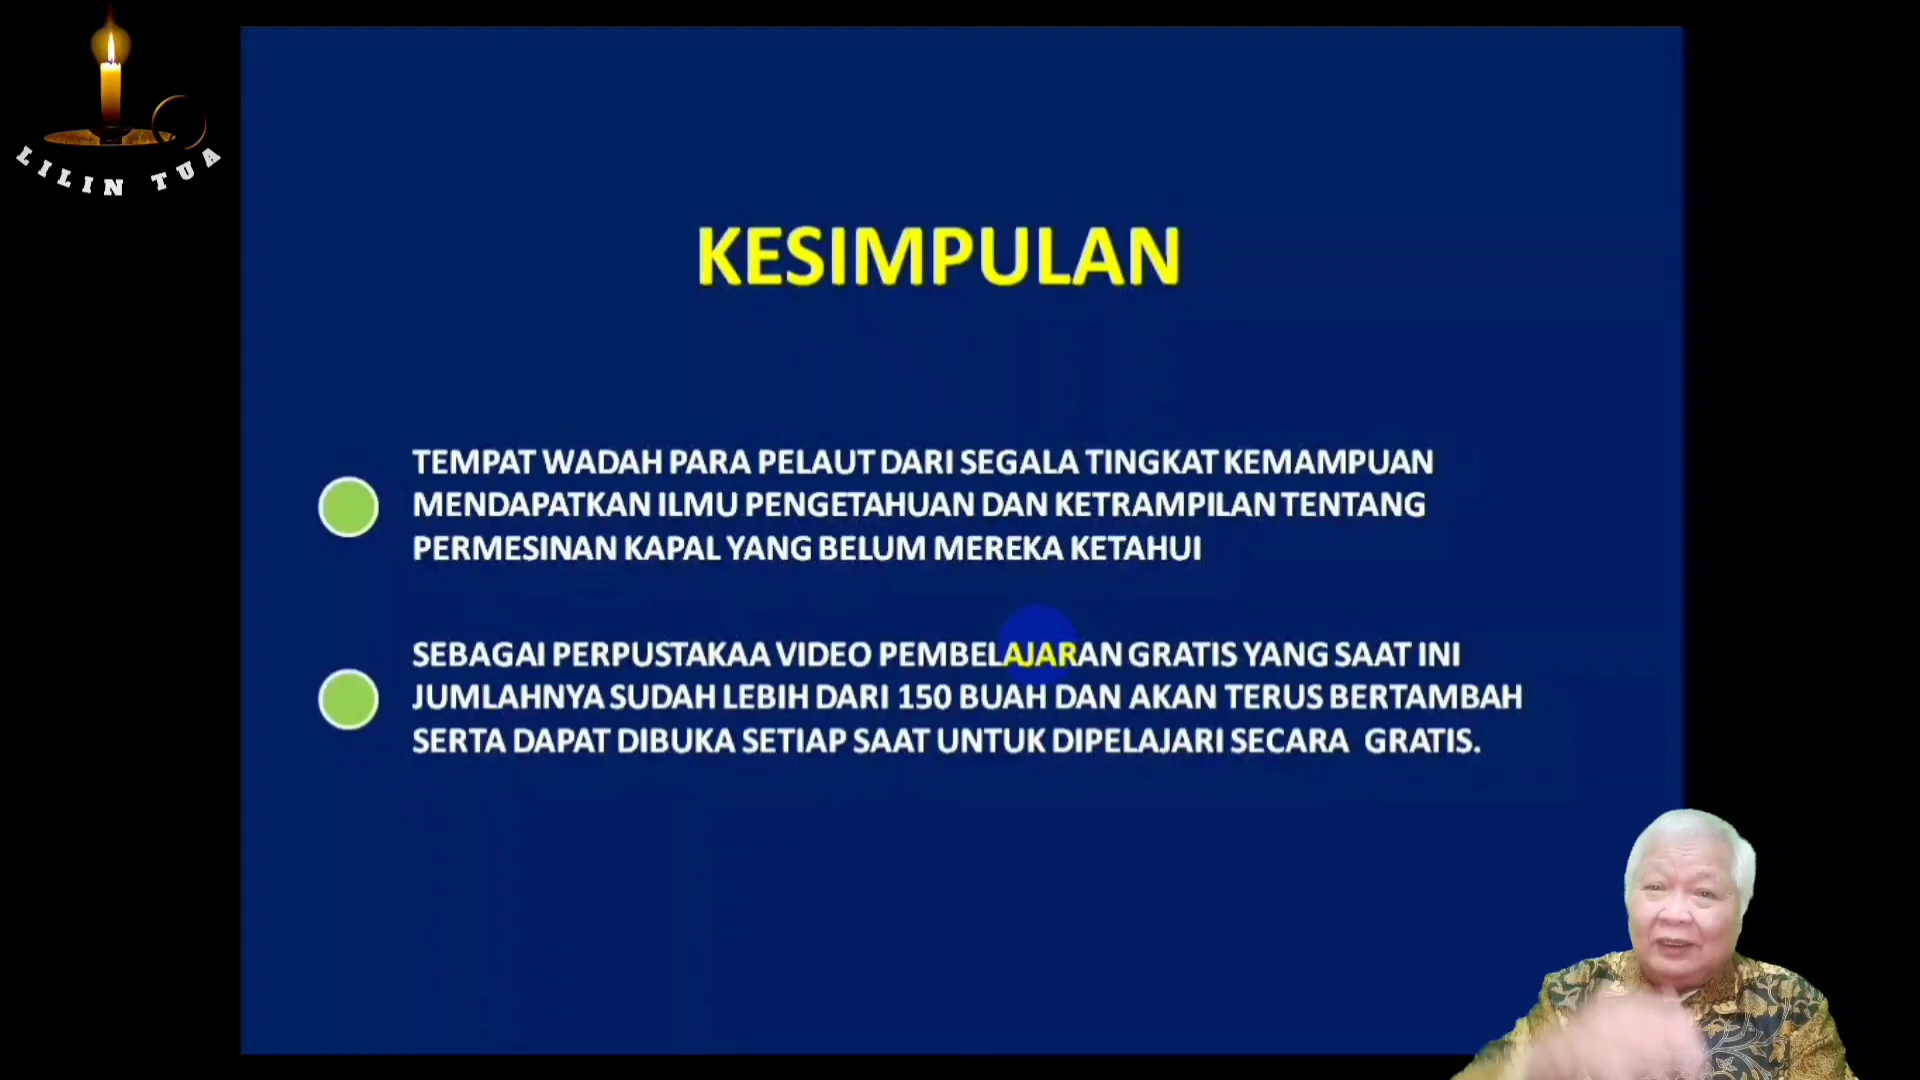 LILIN TUA
KESIMPULAN
TEMPAT WADAH PARA PELAUT DARI SEGALA TINGKAT KEMAMPUAN
MENDAPATKAN ILMU PENGETAHUAN DAN KETRAMPILAN TENTANG
PERMESINAN KAPAL YANG BELUM MEREKA KETAHUI
SEBAGAI PERPUSTAKAA VIDEO PEMBELAJARAN GRATIS YANG SAAT INI
JUMLAHNYA SUDAH LEBIH DARI 150 BUAH DAN AKAN TERUS BERTAMBAH
SERTA DAPAT DIBUKA SETIAP SAAT UNTUK DIPELAJARI SECARA GRATIS.